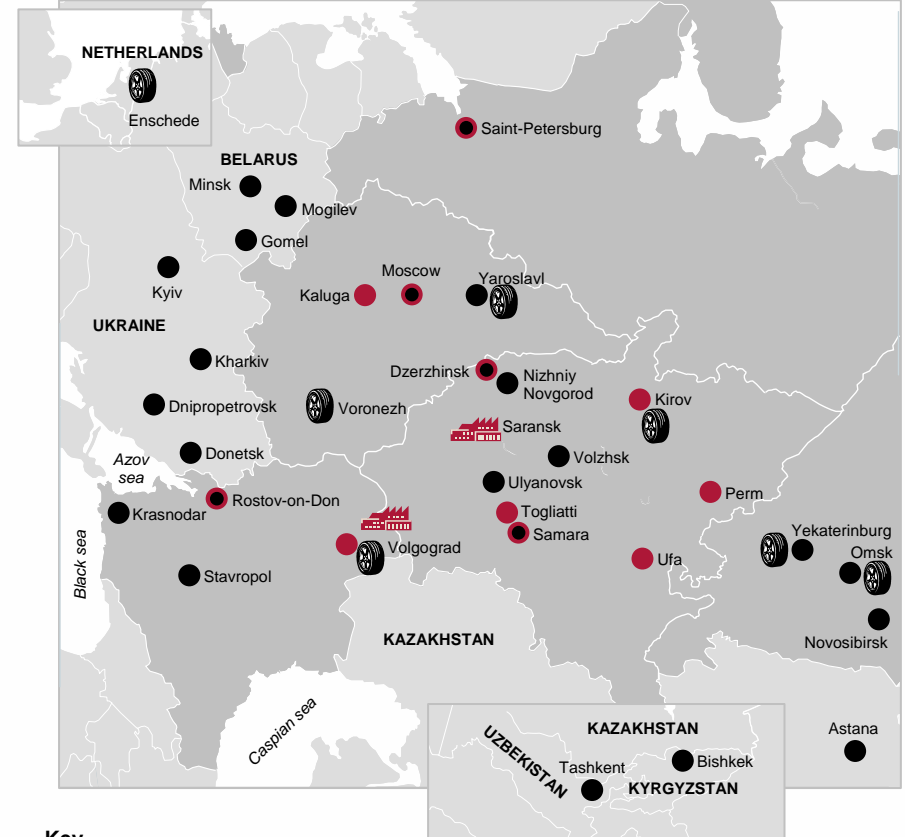 NETHERLANDS
Enschede
Saint-Petersburg
BELARUS
Minsk
Mogilev
Gomel
Kyiv
Moscow
Kaluga
Yaroslavl
UKRAINE
Kharkiv
Dzerzhinsk
Nizhniy
Novgorod
Dnipropetrovsk
Voronezh
Kirov
Saransk
Donetsk
Volzhsk
Azov
sea
Ulyanovsk
Perm
Rostov-on-Don
Krasnodar
Togliatti
Samara
Yekaterinburg
Volgograd
Omsk
Ufa
Black sea
Stavropol
KAZAKHSTAN
Novosibirsk
Caspian sea
KAZAKHSTAN
Astana
UZBEKISTAN
Tashkent
Bishkek
KYRGYZSTAN
Key